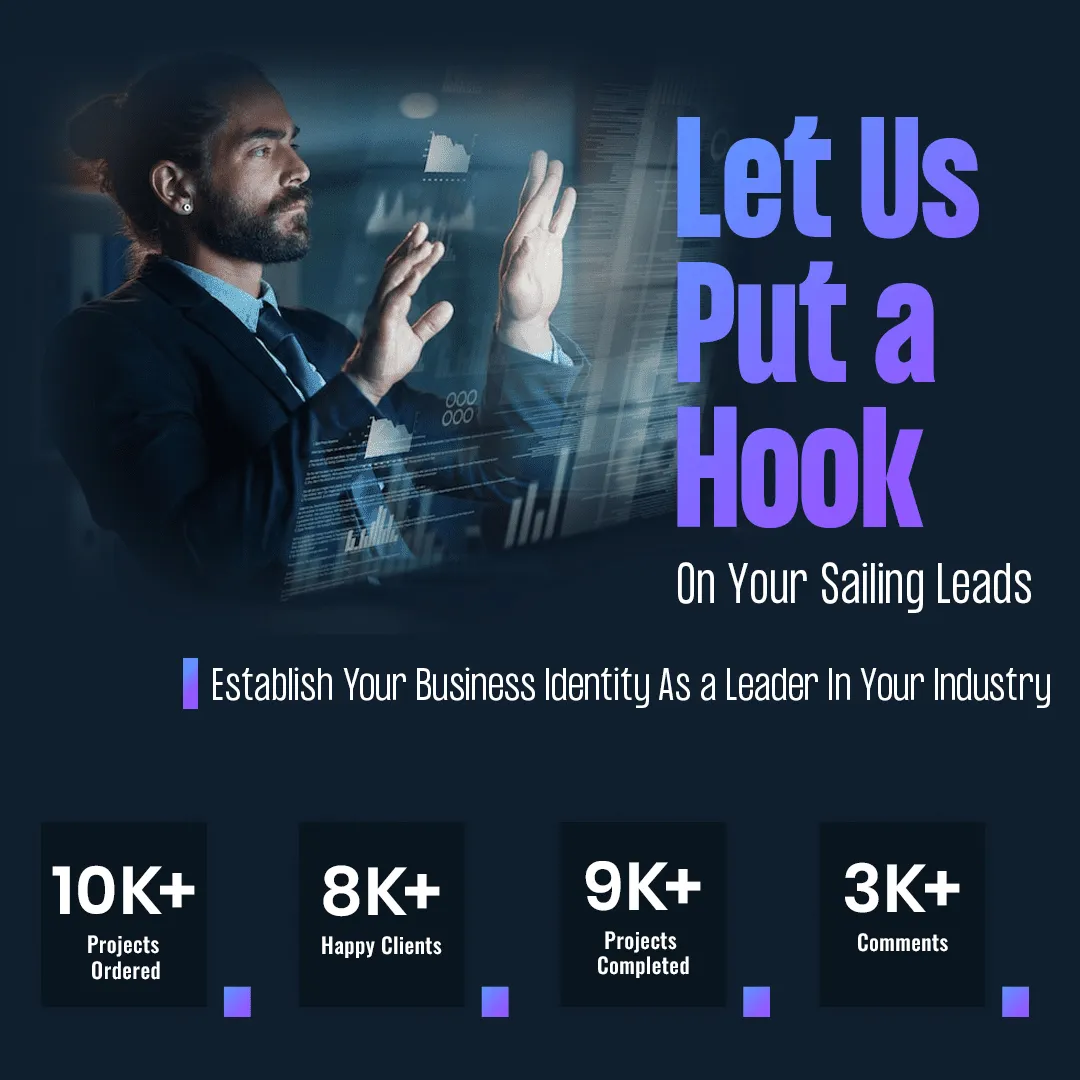 Let Us
Put a
Hook
On Your Sailing Leads
Establish Your Business Identity As a Leader In Your Industry
10K+
Projects
Ordered
8K+
Happy Clients
9K+
Projects
Completed
3K+
Comments